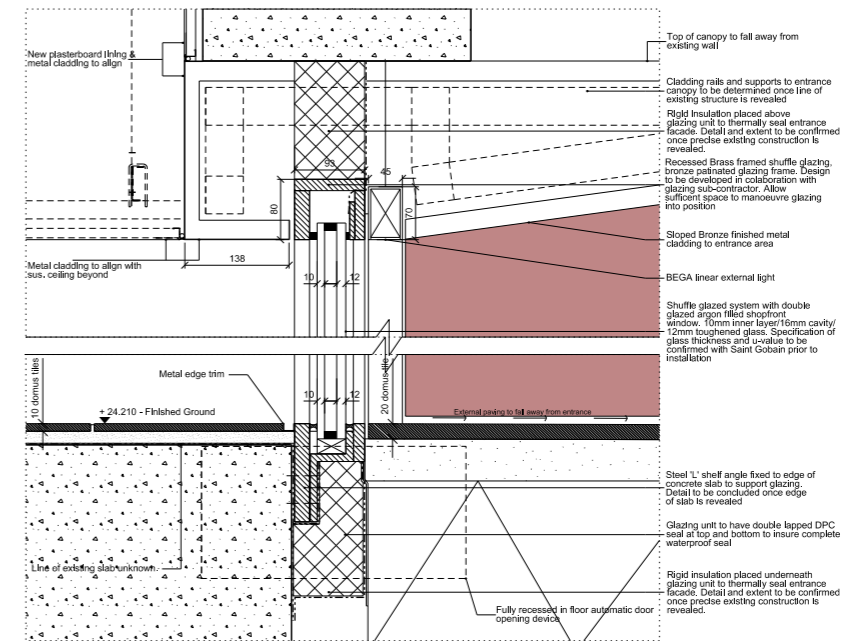 New plasterboard lining &
metal cladding to align
Metal cladding to align with
sus. ceiling beyond
138
80
93
45
70
10
12
10
12
10 domus tiles
20 domus tile
Metal edge trim
+ 24.210 - Finished Ground
Line of existing slab unknown.
External paving to fall away from entrance
Fully recessed in floor automatic door
opening device
Top of canopy to fall away from
existing wall
Cladding rails and supports to entrance
canopy to be determined once line of
existing structure is revealed
Rigid Insulation placed above
glazing unit to thermally seal entrance
facade. Detail and extent to be confirmed
once precise existing construction is
revealed.
Recessed Brass framed shuffle glazing,
bronze patinated glazing frame. Design
to be developed in colaboration with
glazing sub-contractor. Allow
sufficent space to manoeuvre glazing
into position
Sloped Bronze finished metal
cladding to entrance area
BEGA linear external light
Shuffle glazed system with double
glazed argon filled shopfront
window. 10mm inner layer/16mm cavity/
12mm toughened glass. Specification of
glass thickness and u-value to be
confirmed with Saint Gobain prior to
installation
Steel 'L' shelf angle fixed to edge of
concrete slab to support glazing.
Detail to be concluded once edge
of slab is revealed
Glazing unit to have double lapped DPC
seal at top and bottom to insure complete
waterproof seal
Rigid insulation placed underneath
glazing unit to thermally seal entrance
facade. Detail and extent to be confirmed
once precise existing construction is
revealed.